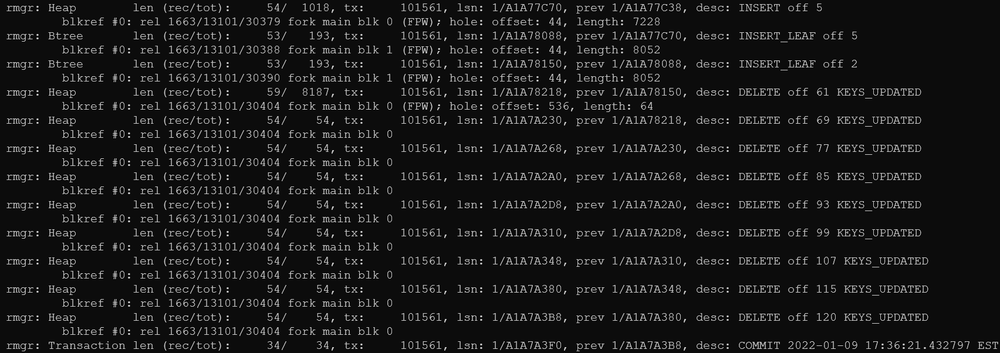 rmgr: Heap        len (rec/tot):     54/  1018, tx:     101561, lsn: 1/A1A77C70, prev 1/A1A77C38, desc: INSERT off 5
blkref #0: rel 1663/13101/30379 fork main blk 0 (FPW); hole: offset: 44, length: 7228
rmgr: Btree       len (rec/tot):     53/   193, tx:     101561, lsn: 1/A1A78088, prev 1/A1A77C70, desc: INSERT_LEAF off 5
blkref #0: rel 1663/13101/30388 fork main blk 1 (FPW); hole: offset: 44, length: 8052
rmgr: Btree       len (rec/tot):     53/   193, tx:     101561, lsn: 1/A1A78150, prev 1/A1A78088, desc: INSERT_LEAF off 2
blkref #0: rel 1663/13101/30390 fork main blk 1 (FPW); hole: offset: 44, length: 8052
rmgr: Heap        len (rec/tot):     59/  8187, tx:     101561, lsn: 1/A1A78218, prev 1/A1A78150, desc: DELETE off 61 KEYS_UPDATED
blkref #0: rel 1663/13101/30404 fork main blk 0 (FPW); hole: offset: 536, length: 64
rmgr: Heap        len (rec/tot):     54/    54, tx:     101561, lsn: 1/A1A7A230, prev 1/A1A78218, desc: DELETE off 69 KEYS_UPDATED
blkref #0: rel 1663/13101/30404 fork main blk 0
rmgr: Heap        len (rec/tot):     54/    54, tx:     101561, lsn: 1/A1A7A268, prev 1/A1A7A230, desc: DELETE off 77 KEYS_UPDATED
blkref #0: rel 1663/13101/30404 fork main blk 0
rmgr: Heap        len (rec/tot):     54/    54, tx:     101561, lsn: 1/A1A7A2A0, prev 1/A1A7A268, desc: DELETE off 85 KEYS_UPDATED
blkref #0: rel 1663/13101/30404 fork main blk 0
rmgr: Heap        len (rec/tot):     54/    54, tx:     101561, lsn: 1/A1A7A2D8, prev 1/A1A7A2A0, desc: DELETE off 93 KEYS_UPDATED
blkref #0: rel 1663/13101/30404 fork main blk 0
rmgr: Heap        len (rec/tot):     54/    54, tx:     101561, lsn: 1/A1A7A310, prev 1/A1A7A2D8, desc: DELETE off 99 KEYS_UPDATED
blkref #0: rel 1663/13101/30404 fork main blk 0
rmgr: Heap        len (rec/tot):     54/    54, tx:     101561, lsn: 1/A1A7A348, prev 1/A1A7A310, desc: DELETE off 107 KEYS_UPDATED
blkref #0: rel 1663/13101/30404 fork main blk 0
rmgr: Heap        len (rec/tot):     54/    54, tx:     101561, lsn: 1/A1A7A380, prev 1/A1A7A348, desc: DELETE off 115 KEYS_UPDATED
blkref #0: rel 1663/13101/30404 fork main blk 0
rmgr: Heap        len (rec/tot):     54/    54, tx:     101561, lsn: 1/A1A7A3B8, prev 1/A1A7A380, desc: DELETE off 120 KEYS_UPDATED
blkref #0: rel 1663/13101/30404 fork main blk 0
rmgr: Transaction len (rec/tot):     34/    34, tx:     101561, lsn: 1/A1A7A3F0, prev 1/A1A7A3B8, desc: COMMIT 2022-01-09 17:36:21.432797 EST